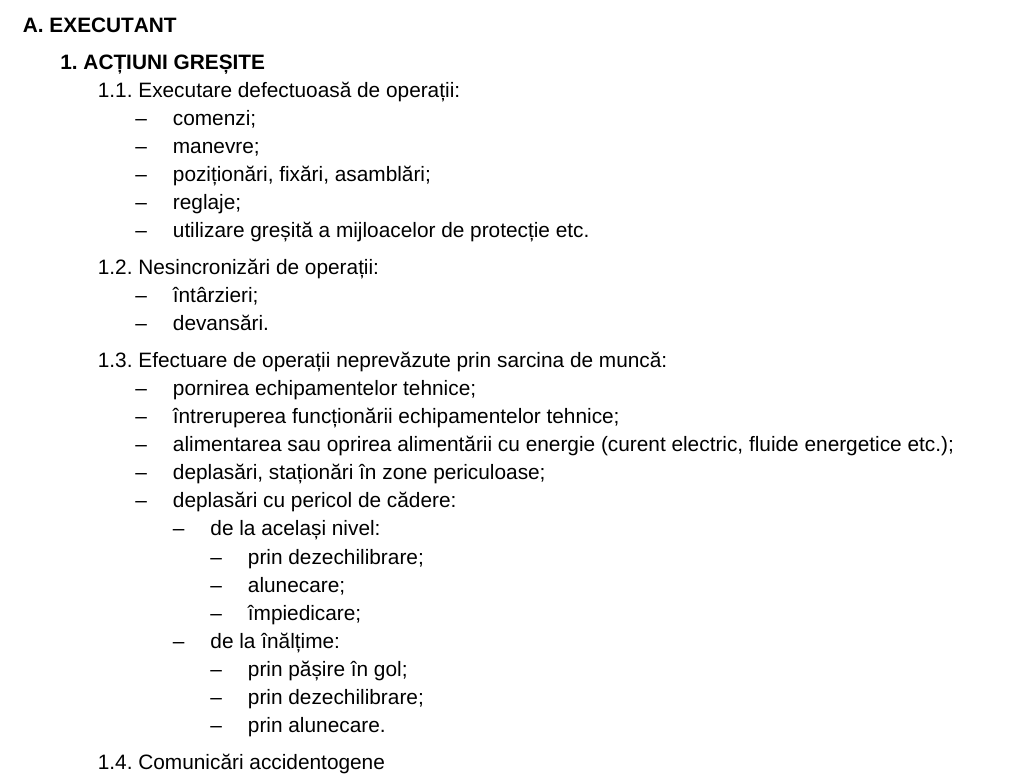 A. EXECUTANT
1. ACȚIUNI GREȘITE
1.1. Executare defectuoasă de operații:
– comenzi;
– manevre;
– poziționări, fixări, asamblări;
– reglaje;
– utilizare greșită a mijloacelor de protecție etc.
1.2. Nesincronizări de operații:
– întârzieri;
– devansări.
1.3. Efectuare de operații neprevăzute prin sarcina de muncă:
– pornirea echipamentelor tehnice;
– întreruperea funcționării echipamentelor tehnice;
– alimentarea sau oprirea alimentării cu energie (curent electric, fluide energetice etc.);
– deplasări, staționări în zone periculoase;
– deplasări cu pericol de cădere:
– de la același nivel:
– prin dezechilibrare;
– alunecare;
– împiedicare;
– de la înălțime:
– prin pășire în gol;
– prin dezechilibrare;
– prin alunecare.
1.4. Comunicări accidentogene